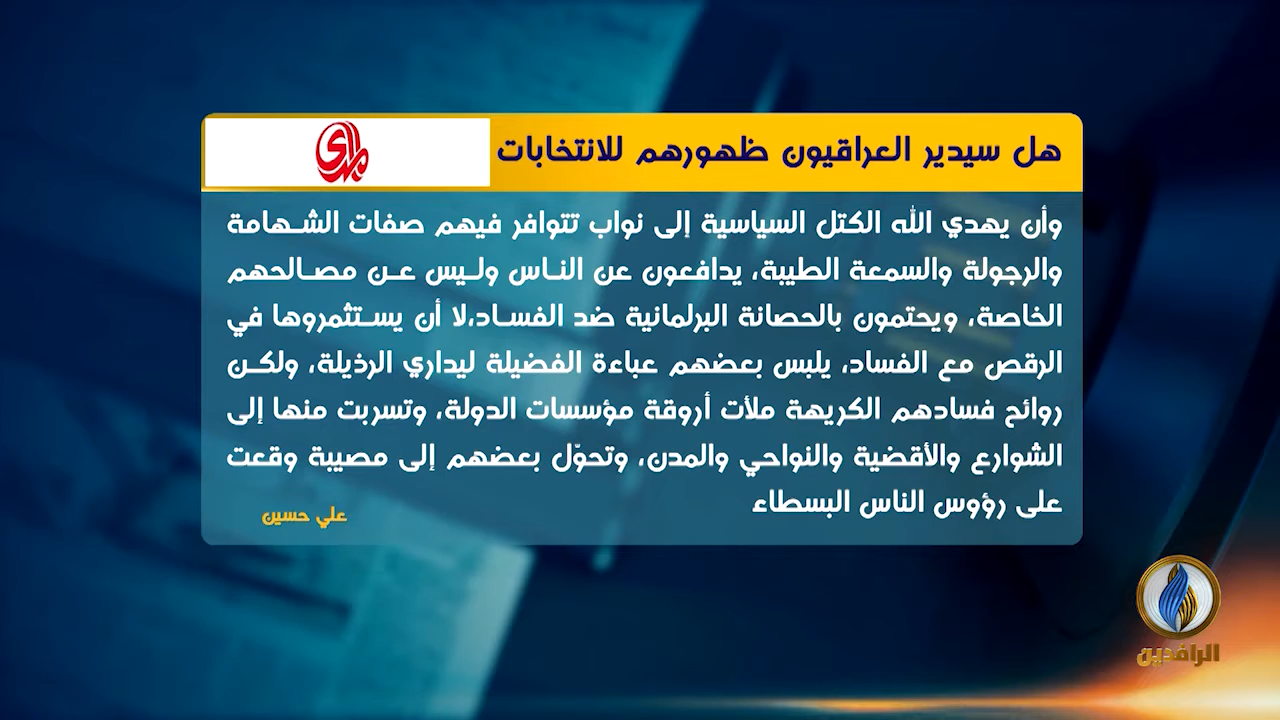 هل سيدير العراقيون ظهورهم للانتخابات
المدى
وأن يهدي الله الكتل السياسية إلى نواب تتوافر فيهم صفات الشهامة
والرجولة والسمعة الطيبة، يدافعون عن الناس وليس عن مصالحهم
الخاصة، ويحتمون بالحصانة البرلمانية ضد الفساد،لا أن يستثمروها في
الرقص مع الفساد، يلبس بعضهم عباءة الفضيلة ليداري الرذيلة، ولكن
روائح فسادهم الكريهة ملأت أروقة مؤسسات الدولة، وتسربت منها إلى
الشوارع والأقضية والنواحي والمدن، وتحوّل بعضهم إلى مصيبة وقعت
على رؤوس الناس البسطاء
علي حسين
الرافدين